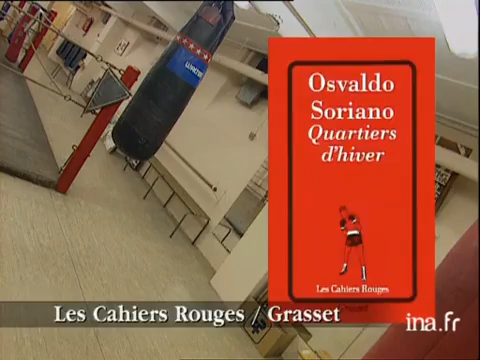 Osvaldo
Soriano
Quartiers
d'hiver
Les Cahiers Rouges
Les Cahiers Rouges / Grasset
ina.fr